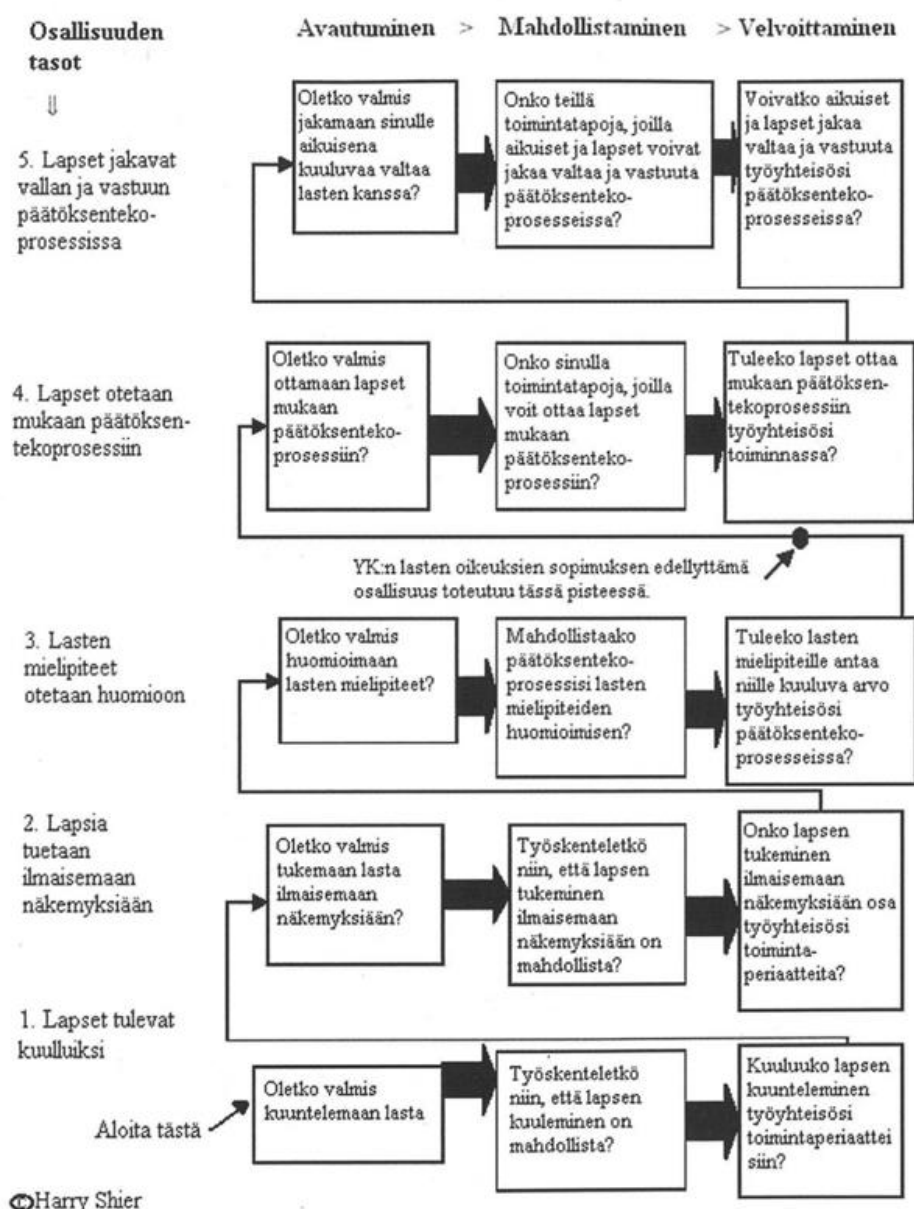 Osallisuuden
tasot
⇓
Avautuminen > Mahdollistaminen > Velvoittaminen
5. Lapset jakavat
vallan ja vastuun
päätöksenteko-
prosessissa
Oletko valmis
jakamaan sinulle
aikuisena
kuuluvaa valtaa
lasten kanssa?
Onko teillä
toimintatapoja, joilla
aikuiset ja lapset voivat
jakaa valtaa ja vastuuta
päätöksenteko-
prosesseissa?
Voivatko aikuiset
ja lapset jakaa
valtaa ja vastuuta
työyhteisösi
päätöksenteko-
prosesseissa?
4. Lapset otetaan
mukaan päätöksen-
tekoprosessiin
Oletko valmis
ottamaan lapset
mukaan
päätöksenteko-
prosessiin?
Onko sinulla
toimintatapoja, joilla
voit ottaa lapset
mukaan
päätöksenteko-
prosessiin?
Tuleeko lapset ottaa
mukaan päätöksen-
tekoprosessiin
työyhteisösi
toiminnassa?
YK:n lasten oikeuksien sopimuksen edellyttämä
osallisuus toteutuu tässä pisteessä.
3. Lasten
mielipiteet
otetaan huomioon
Oletko valmis
huomioimaan
lasten mielipiteet?
Mahdollistaako
päätöksenteko-
prosessisi lasten
mielipiteiden
huomioimisen?
Tuleeko lasten
mielipiteille antaa
niille kuuluva arvo
työyhteisösi
päätöksenteko-
prosesseissa?
2. Lapsia
tuetaan
ilmaisemaan
näkemyksiään
Oletko valmis
tukemaan lasta
ilmaisemaan
näkemyksiään?
Työskenteletkö
niin, että lapsen
tukeminen
ilmaisemaan
näkemyksiään on
mahdollista?
Onko lapsen
tukeminen
ilmaisemaan
näkemyksiään osa
työyhteisösi
toiminta-
periaatteita?
1. Lapset tulevat
kuulluiksi
Aloita tästä
Oletko valmis
kuuntelemaan lasta
Työskenteletkö
niin, että lapsen
kuuleminen on
mahdollista?
Kuuluuko lapsen
kuunteleminen
työyhteisösi
toimintaperiaattei
siin?
©Harry Shier